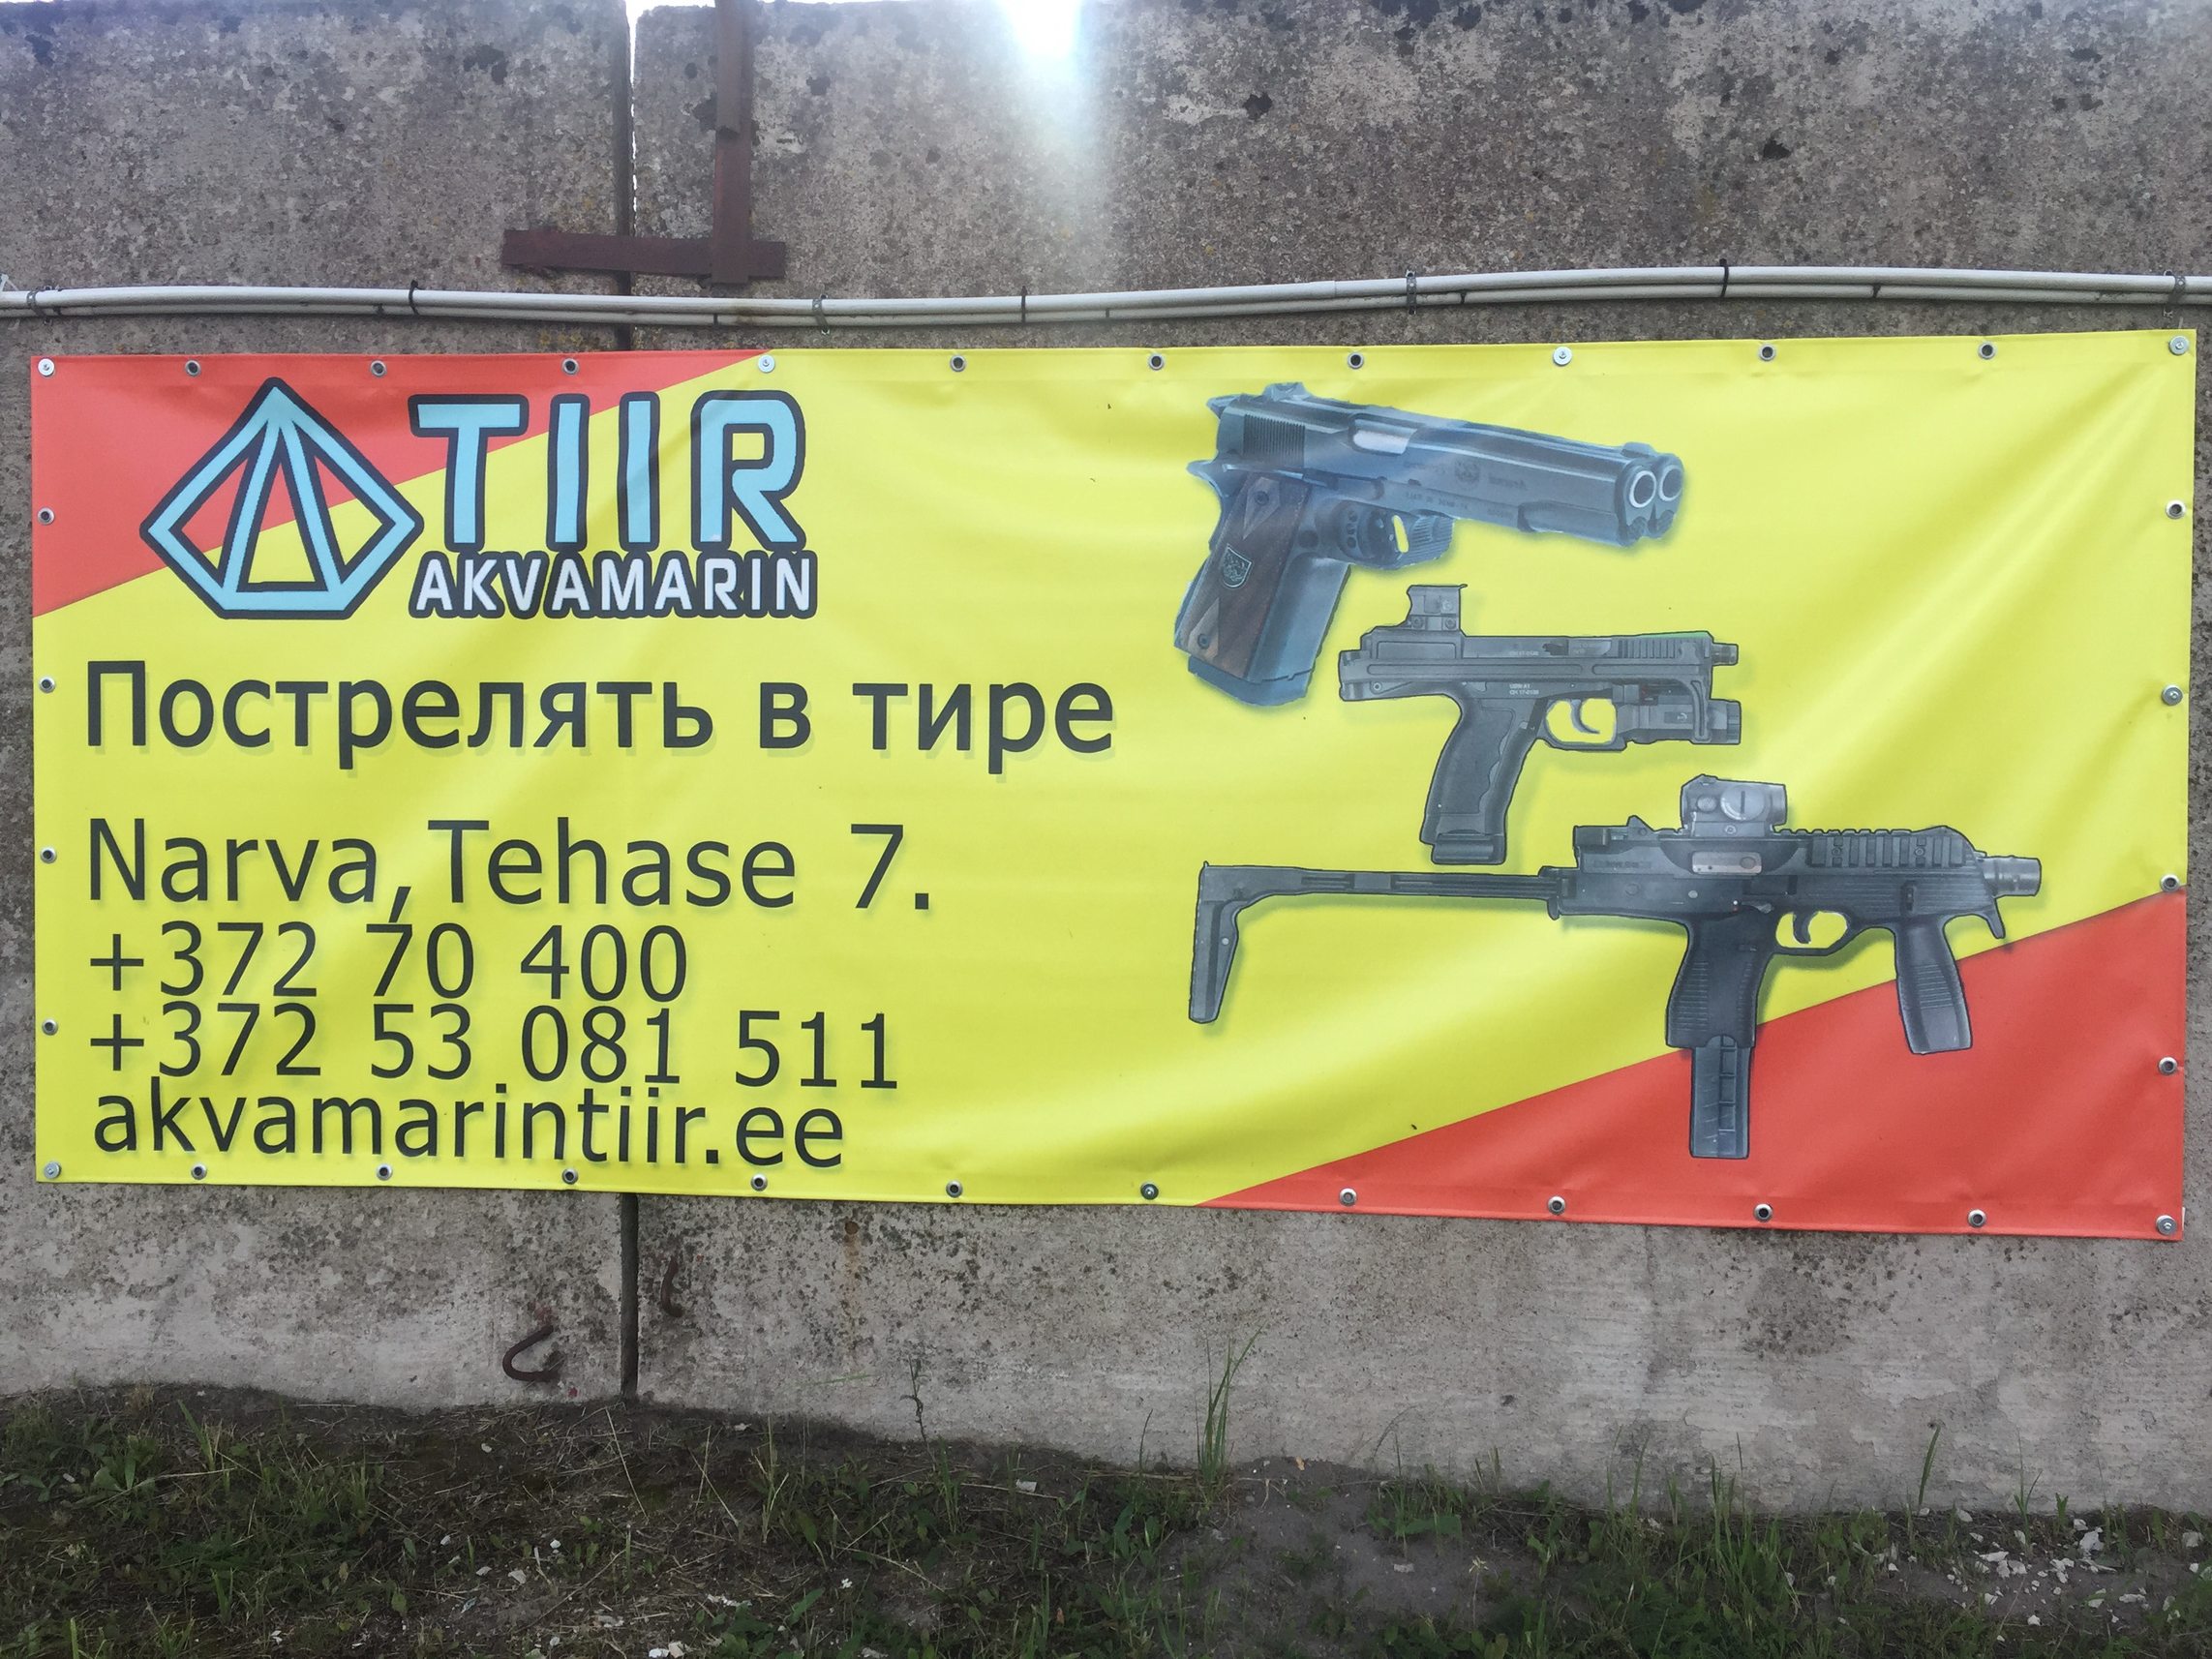 TIIR
AKVAMARIN
Пострелять в тире
Narva,Tehase 7.
+372 70 400
+372 53 081 511
akvamarintiir.ee